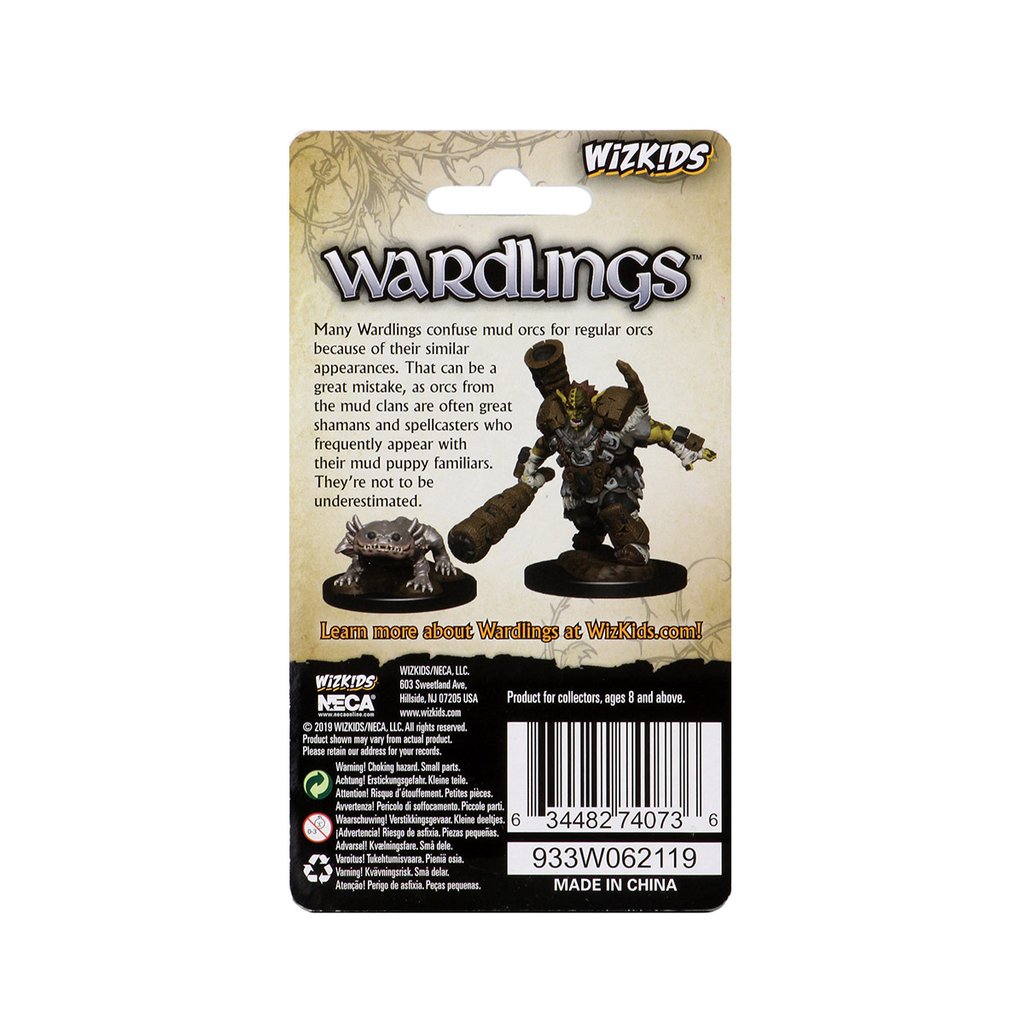 WIZK!DS
WARDLINGS™
Many Wardlings confuse mud orcs for regular orcs
because of their similar
appearances. That can be a
great mistake, as orcs from
the mud clans are often great
shamans and spellcasters who
frequently appear with
their mud puppy familiars.
They're not to be
underestimated.
Learn more about Wardlings at WizKids.com!
WIZK!DS
NECA®
www.necaonline.com
WIZKIDS/NECA, LLC.
603 Sweetland Ave,
Hillside, NJ 07205 USA
www.wizkids.com
© 2019 WIZKIDS/NECA, LLC. All rights reserved.
Product shown may vary from actual product.
Please retain our address for your records.
Product for collectors, ages 8 and above.
Warning! Choking hazard. Small parts.
Achtung! Erstickungsgefahr. Kleine teile.
Attention! Risque d'étouffement. Petites pièces.
Avvertenza! Pericolo di soffocamento. Piccole parti.
Waarschuwing! Verstikkingsgevaar. Kleine deeltjes.
¡Advertencia! Riesgo de asfixia. Piezas pequeñas.
Advarsel! Kvælningsfare. Små dele.
Varoitus! Tukehtumisvaara. Pieniä osia.
Varning! Kvävningsrisk. Små delar.
Atenção! Perigo de asfixia. Peças pequenas.
0-3
6 34482 74073 6
933W062119
MADE IN CHINA